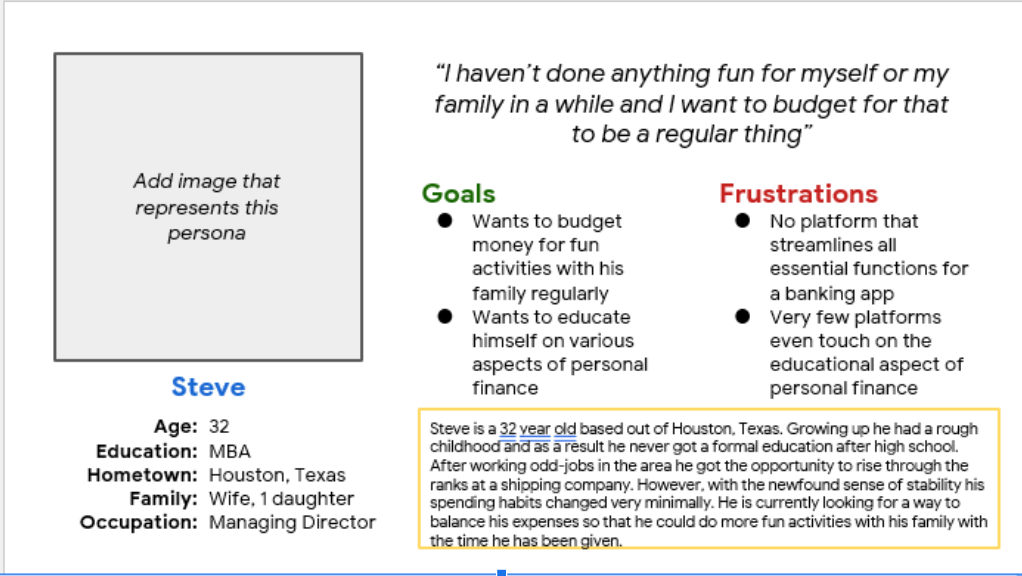 “I haven’t done anything fun for myself or my
family in a while and I want to budget for that
to be a regular thing”
Add image that
represents this
persona
Steve
Age: 32
Education: MBA
Hometown: Houston, Texas
Family: Wife, 1 daughter
Occupation: Managing Director
Goals
● Wants to budget
money for fun
activities with his
family regularly
● Wants to educate
himself on various
aspects of personal
finance
Frustrations
● No platform that
streamlines all
essential functions for
a banking app
● Very few platforms
even touch on the
educational aspect of
personal finance
Steve is a 32 year old based out of Houston, Texas. Growing up he had a rough
childhood and as a result he never got a formal education after high school.
After working odd-jobs in the area he got the opportunity to rise through the
ranks at a shipping company. However, with the newfound sense of stability his
spending habits changed very minimally. He is currently looking for a way to
balance his expenses so that he could do more fun activities with his family with
the time he has been given.